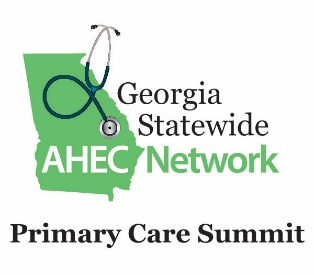 Georgia
Statewide
AHEC Network
Primary Care Summit